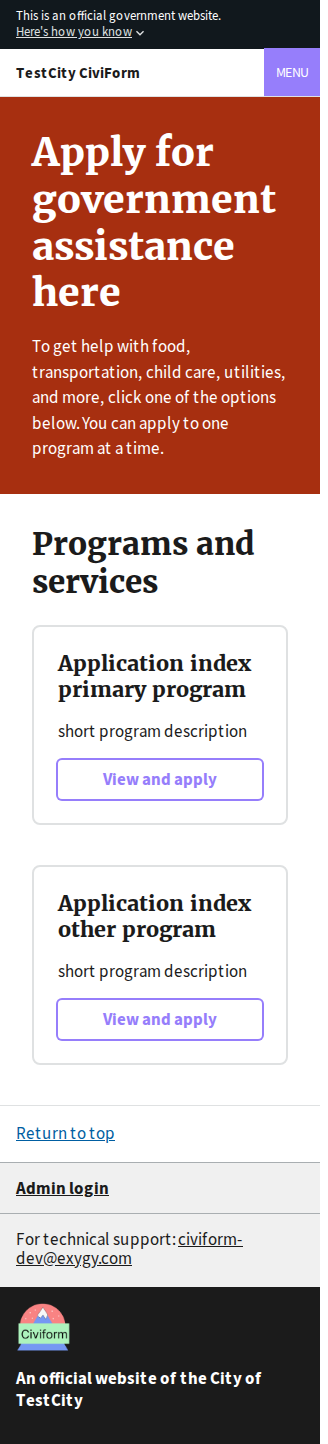 This is an official government website.
Here's how you know
TestCity CiviForm
MENU
Apply for
government
assistance
here
To get help with food,
transportation, child care, utilities,
and more, click one of the options
below. You can apply to one
program at a time.
Programs and
services
Application index
primary program
short program description
View and apply
Application index
other program
short program description
View and apply
Return to top
Admin login
For technical support: civiform-
dev@exygy.com
Civiform
An official website of the City of
TestCity